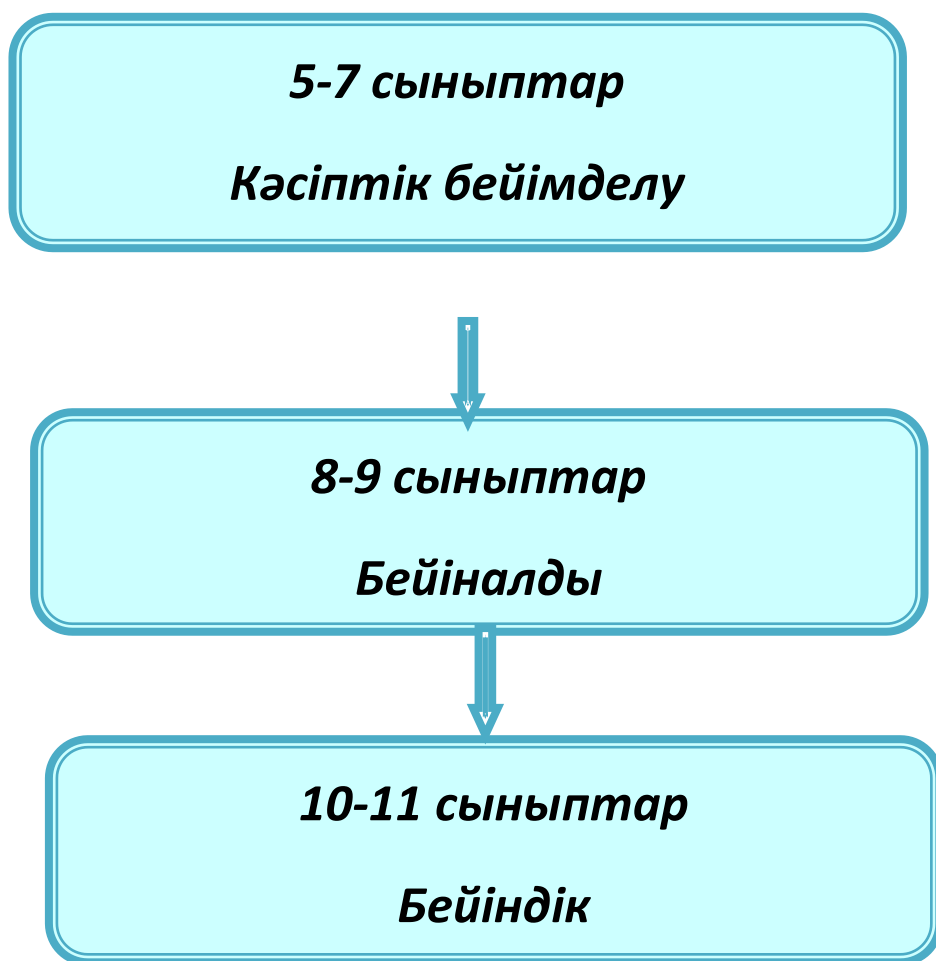 5-7 сыныптар
Кәсіптік бейімделу
8-9 сыныптар
Бейіналды
10-11 сыныптар
Бейіндік